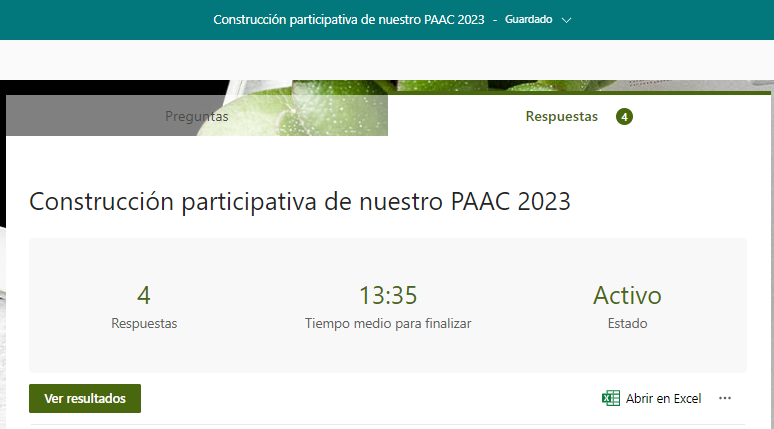 Construcción participativa de nuestro PAAC 2023 - Guardado
Preguntas
Respuestas 4
Construcción participativa de nuestro PAAC 2023
4 13:35 Activo
Respuestas Tiempo medio para finalizar Estado
Ver resultados
Abrir en Excel ...